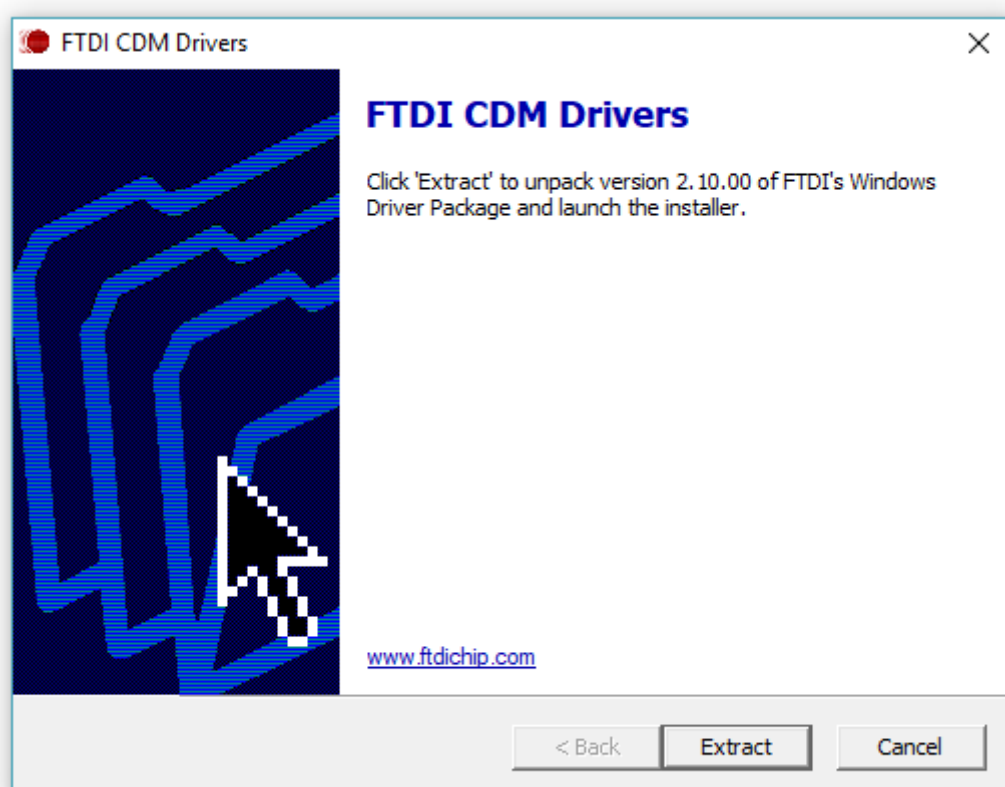 FTDI CDM Drivers
FTDI CDM Drivers
Click 'Extract' to unpack version 2.10.00 of FTDI's Windows
Driver Package and launch the installer.
www.ftdichip.com
< Back Extract Cancel